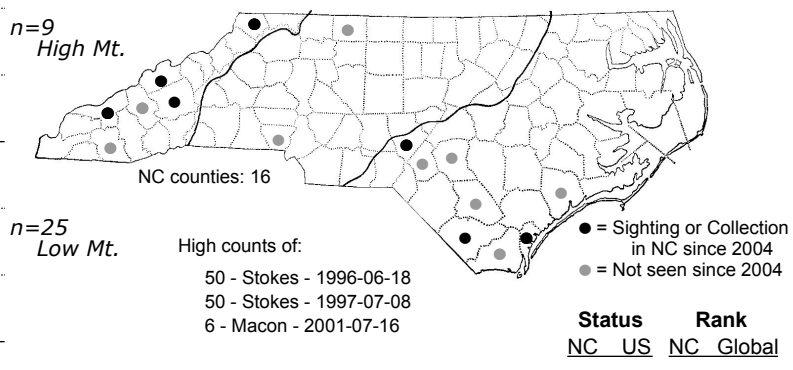 n=9
High Mt.
NC counties: 16
n=25
Low Mt.
High counts of:
50 - Stokes - 1996-06-18
50 - Stokes - 1997-07-08
6 - Macon - 2001-07-16
● = Sighting or Collection
in NC since 2004
● = Not seen since 2004
Status Rank
NC US NC Global